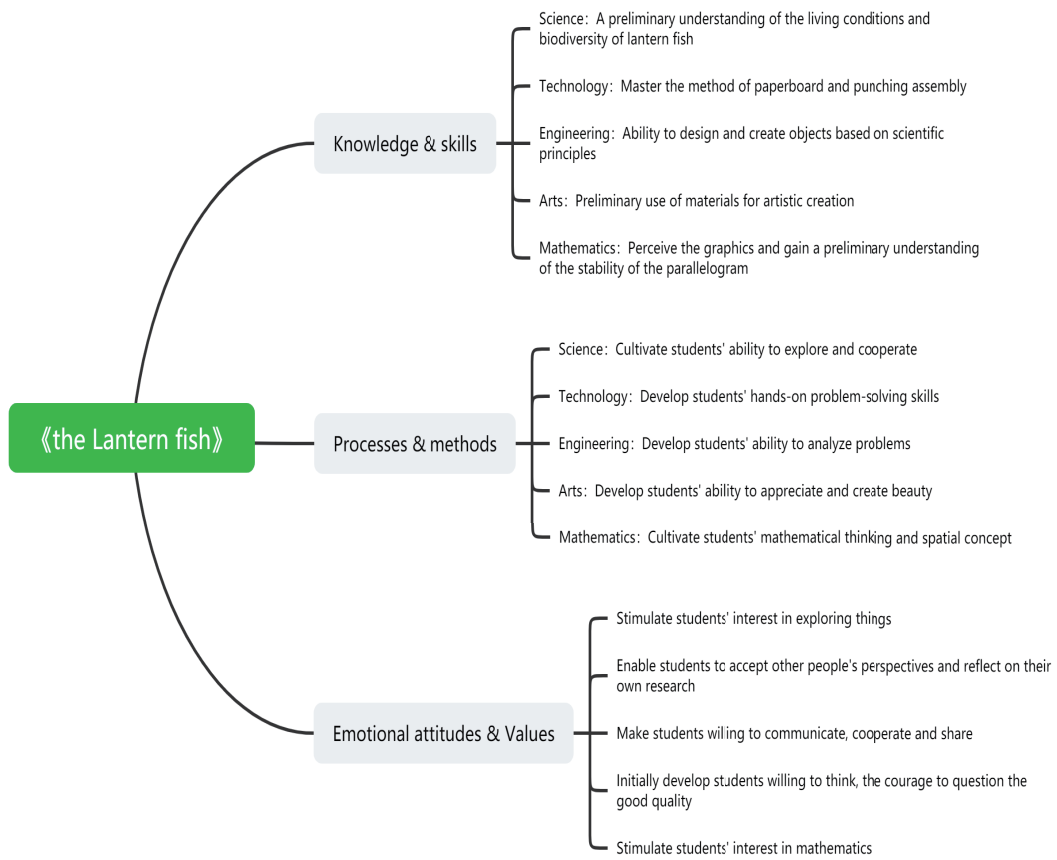 Science: A preliminary understanding of the living conditions and
biodiversity of lantern fish
Technology: Master the method of paperboard and punching assembly
Knowledge & skills
Engineering: Ability to design and create objects based on scientific
principles
Arts: Preliminary use of materials for artistic creation
Mathematics: Perceive the graphics and gain a preliminary understanding
of the stability of the parallelogram
《the Lantern fish》
Processes & methods
Science: Cultivate students' ability to explore and cooperate
Technology: Develop students' hands-on problem-solving skills
Engineering: Develop students' ability to analyze problems
Arts: Develop students' ability to appreciate and create beauty
Mathematics: Cultivate students' mathematical thinking and spatial concept
Emotional attitudes & Values
Stimulate students' interest in exploring things
Enable students to accept other people's perspectives and reflect on their
own research
Make students willing to communicate, cooperate and share
Initially develop students willing to think, the courage to question the
good quality
Stimulate students' interest in mathematics